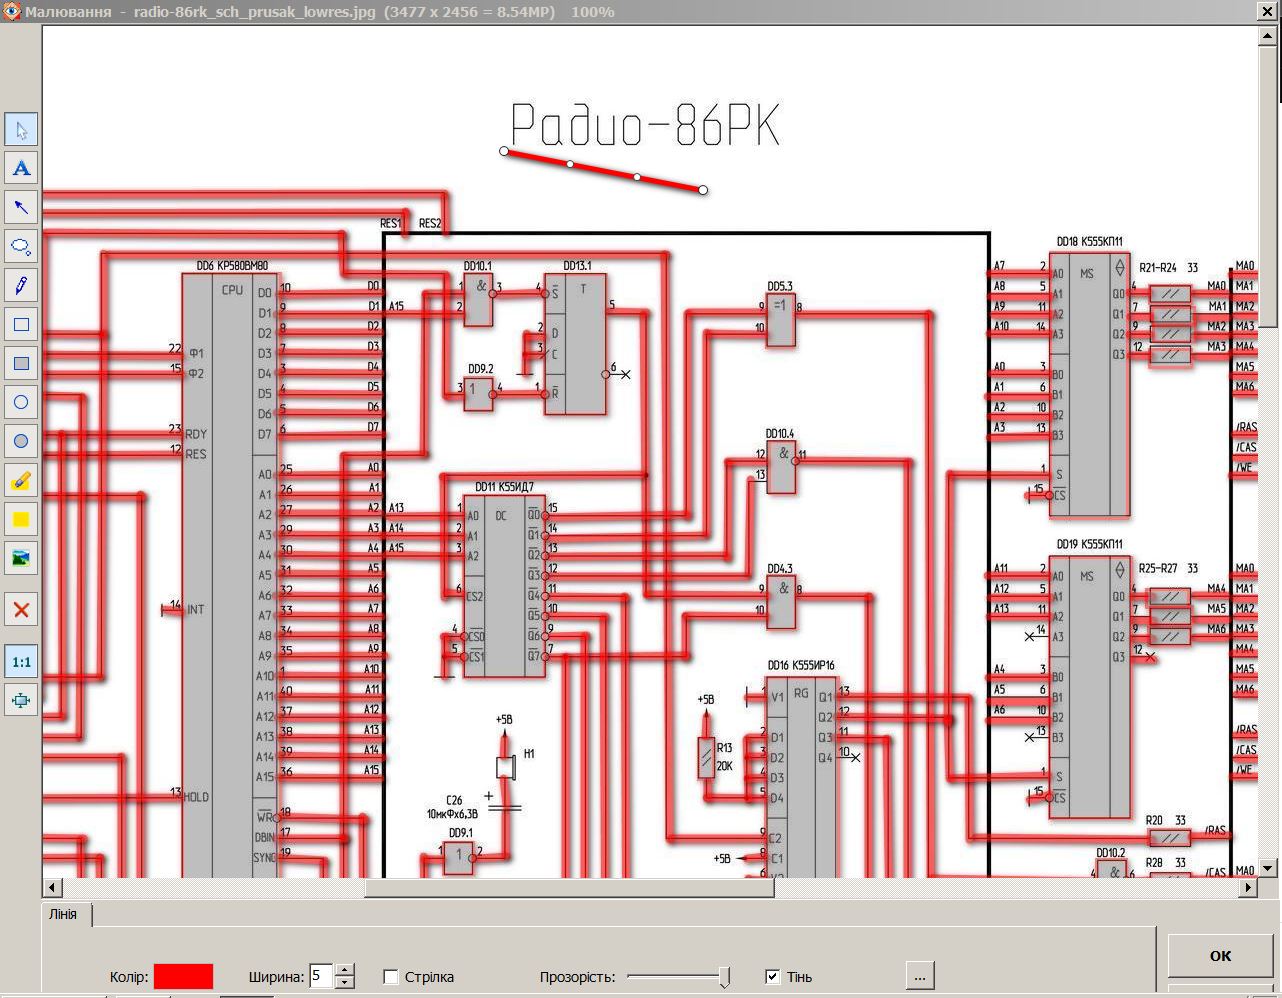 Малювання - radio-86rk_sch_prusak_lowres.jpg (3477 x 2456 = 8.54MP) 100%
Радио-86РК
RES1 RES2
DD6 КР580ВМ80
CPU
D0 10 D0
D1 9 D1
D2 8 D2
D3 7 D3
D4 3 D4
D5 4 D5
D6 5 D6
D7 6 D7
22 Ф1
15 Ф2
23 RDY
12 RES
14 INT
13 HOLD
A0 25 A0
A1 26 A1
A2 27 A2
A3 29 A3
A4 30 A4
A5 31 A5
A6 32 A6
A7 33 A7
A8 34 A8
A9 35 A9
A10 1 A10
A11 40 A11
A12 37 A12
A13 38 A13
A14 39 A14
A15 36 A15
WR 18
DBIN 17
SYNC 19
A15
DD10.1
1 & 3
2
DD13.1
4 S T 5
2 D
3 C
6
1 R
DD9.2
3 1 4
DD11 К55ИД7
DC
A13 1 A0
A14 2 A1
A15 3 A2
6 CS2
4 CS0
5 CS1
Q0 15
Q1 14
Q2 13
Q3 12
Q4 11
Q5 10
Q6 9
Q7 7
+5В
H1
C26
10мкФх6,3В
+
DD9.1
1 1 2
DD5.3
9 =1 8
10
DD10.4
12 & 11
13
DD4.3
9 & 8
10
DD16 К555ИР16
RG
1 V1
2 D1
3 D2
4 D3
5 D4
9 C2
8 C1
Q1 13
Q2 12
Q3 11
Q4 10
+5В
R13
20K
+5В
DD18 К555КП11
MS
A7 2 A0
A8 5 A1
A9 11 A2
A10 14 A3
A0 3 B0
A1 6 B1
A2 10 B2
A3 13 B3
1 S
15 CS
Q0 4
Q1 7
Q2 9
Q3 12
R21-R24 33
MA0 MA0
MA1 MA1
MA2 MA2
MA3 MA3
MA4
MA5
MA6
/RAS
/CAS
/WE
DD19 К555КП11
MS
A11 2 A0
A12 5 A1
A13 11 A2
14 A3
A4 3 B0
A5 6 B1
A6 10 B2
13 B3
1 S
15 CS
Q0 4
Q1 7
Q2 9
Q3 12
R25-R27 33
MA4 MA0
MA5 MA1
MA6 MA2
MA3
MA4
MA5
MA6
/RAS
/CAS
/WE
R20 33 /RAS
DD10.2
& 6
R28 33 /CAS MA0
A
1:1
Лінія
Колір: Ширина: 5 Стрілка Прозорість: Тінь ... OK